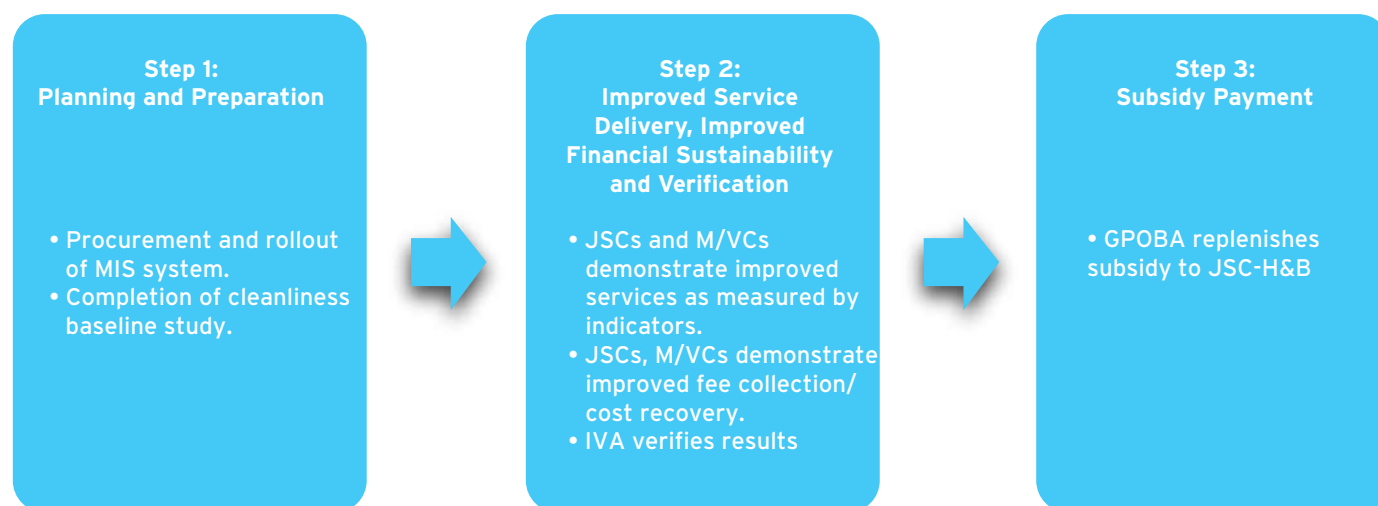 Step 1:
Planning and Preparation
• Procurement and rollout
of MIS system.
• Completion of cleanliness
baseline study.
Step 2:
Improved Service
Delivery, Improved
Financial Sustainability
and Verification
• JSCs and M/VCs
demonstrate improved
services as measured by
indicators.
• JSCs, M/VCs demonstrate
improved fee collection/
cost recovery.
• IVA verifies results
Step 3:
Subsidy Payment
• GPOBA replenishes
subsidy to JSC-H&B